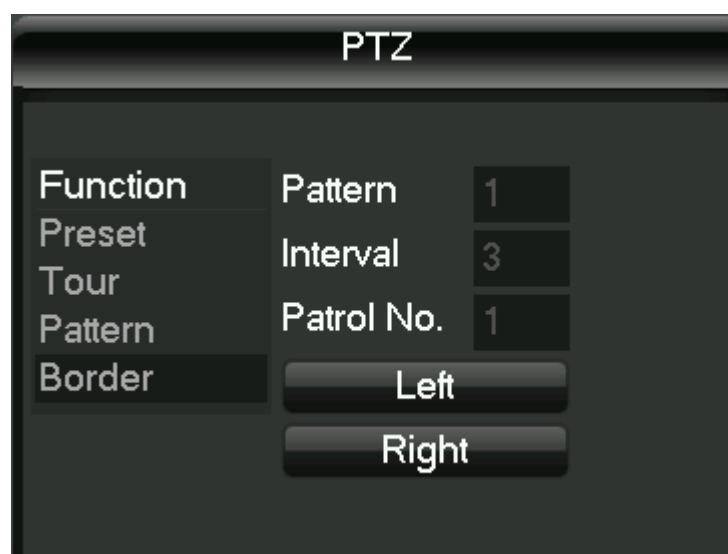 PTZ
Function
Preset
Tour
Pattern
Border
Pattern 1
Interval 3
Patrol No. 1
Left
Right